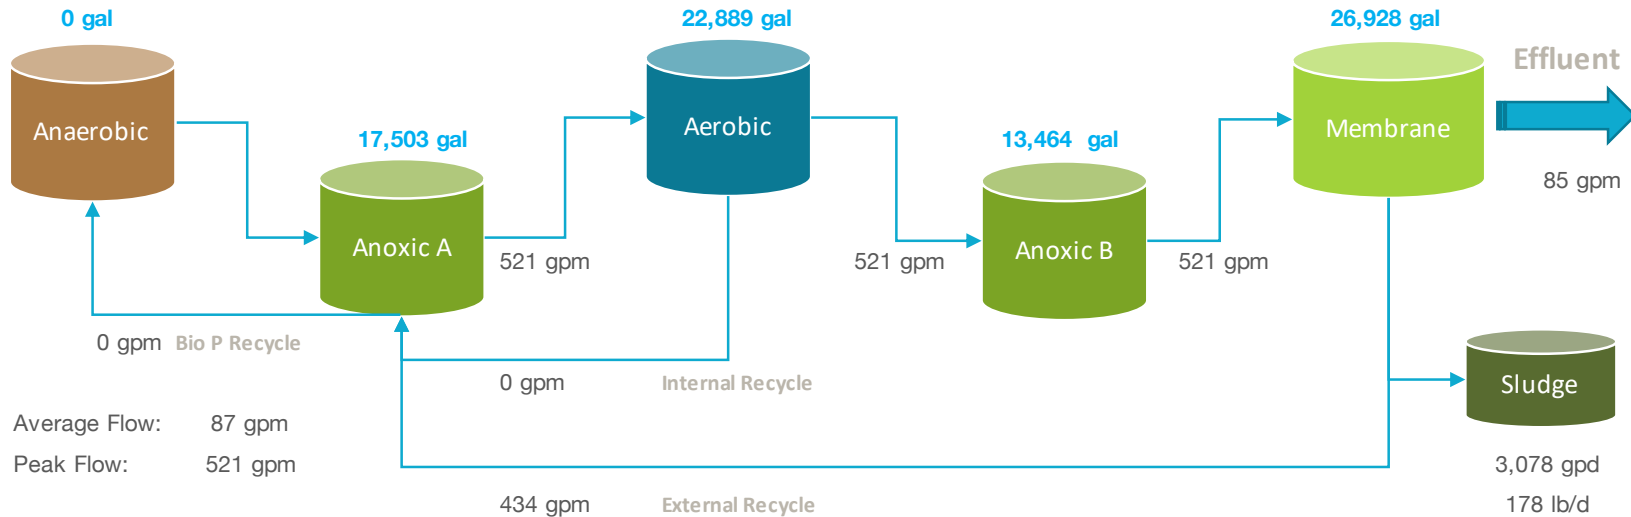 0 gal
22,889 gal
26,928 gal
Effluent
Anaerobic
Aerobic
Membrane
17,503 gal
13,464 gal
85 gpm
Anoxic A
Anoxic B
521 gpm
521 gpm
521 gpm
0 gpm Bio P Recycle
0 gpm Internal Recycle
Sludge
Average Flow: 87 gpm
Peak Flow: 521 gpm
3,078 gpd
434 gpm External Recycle
178 lb/d